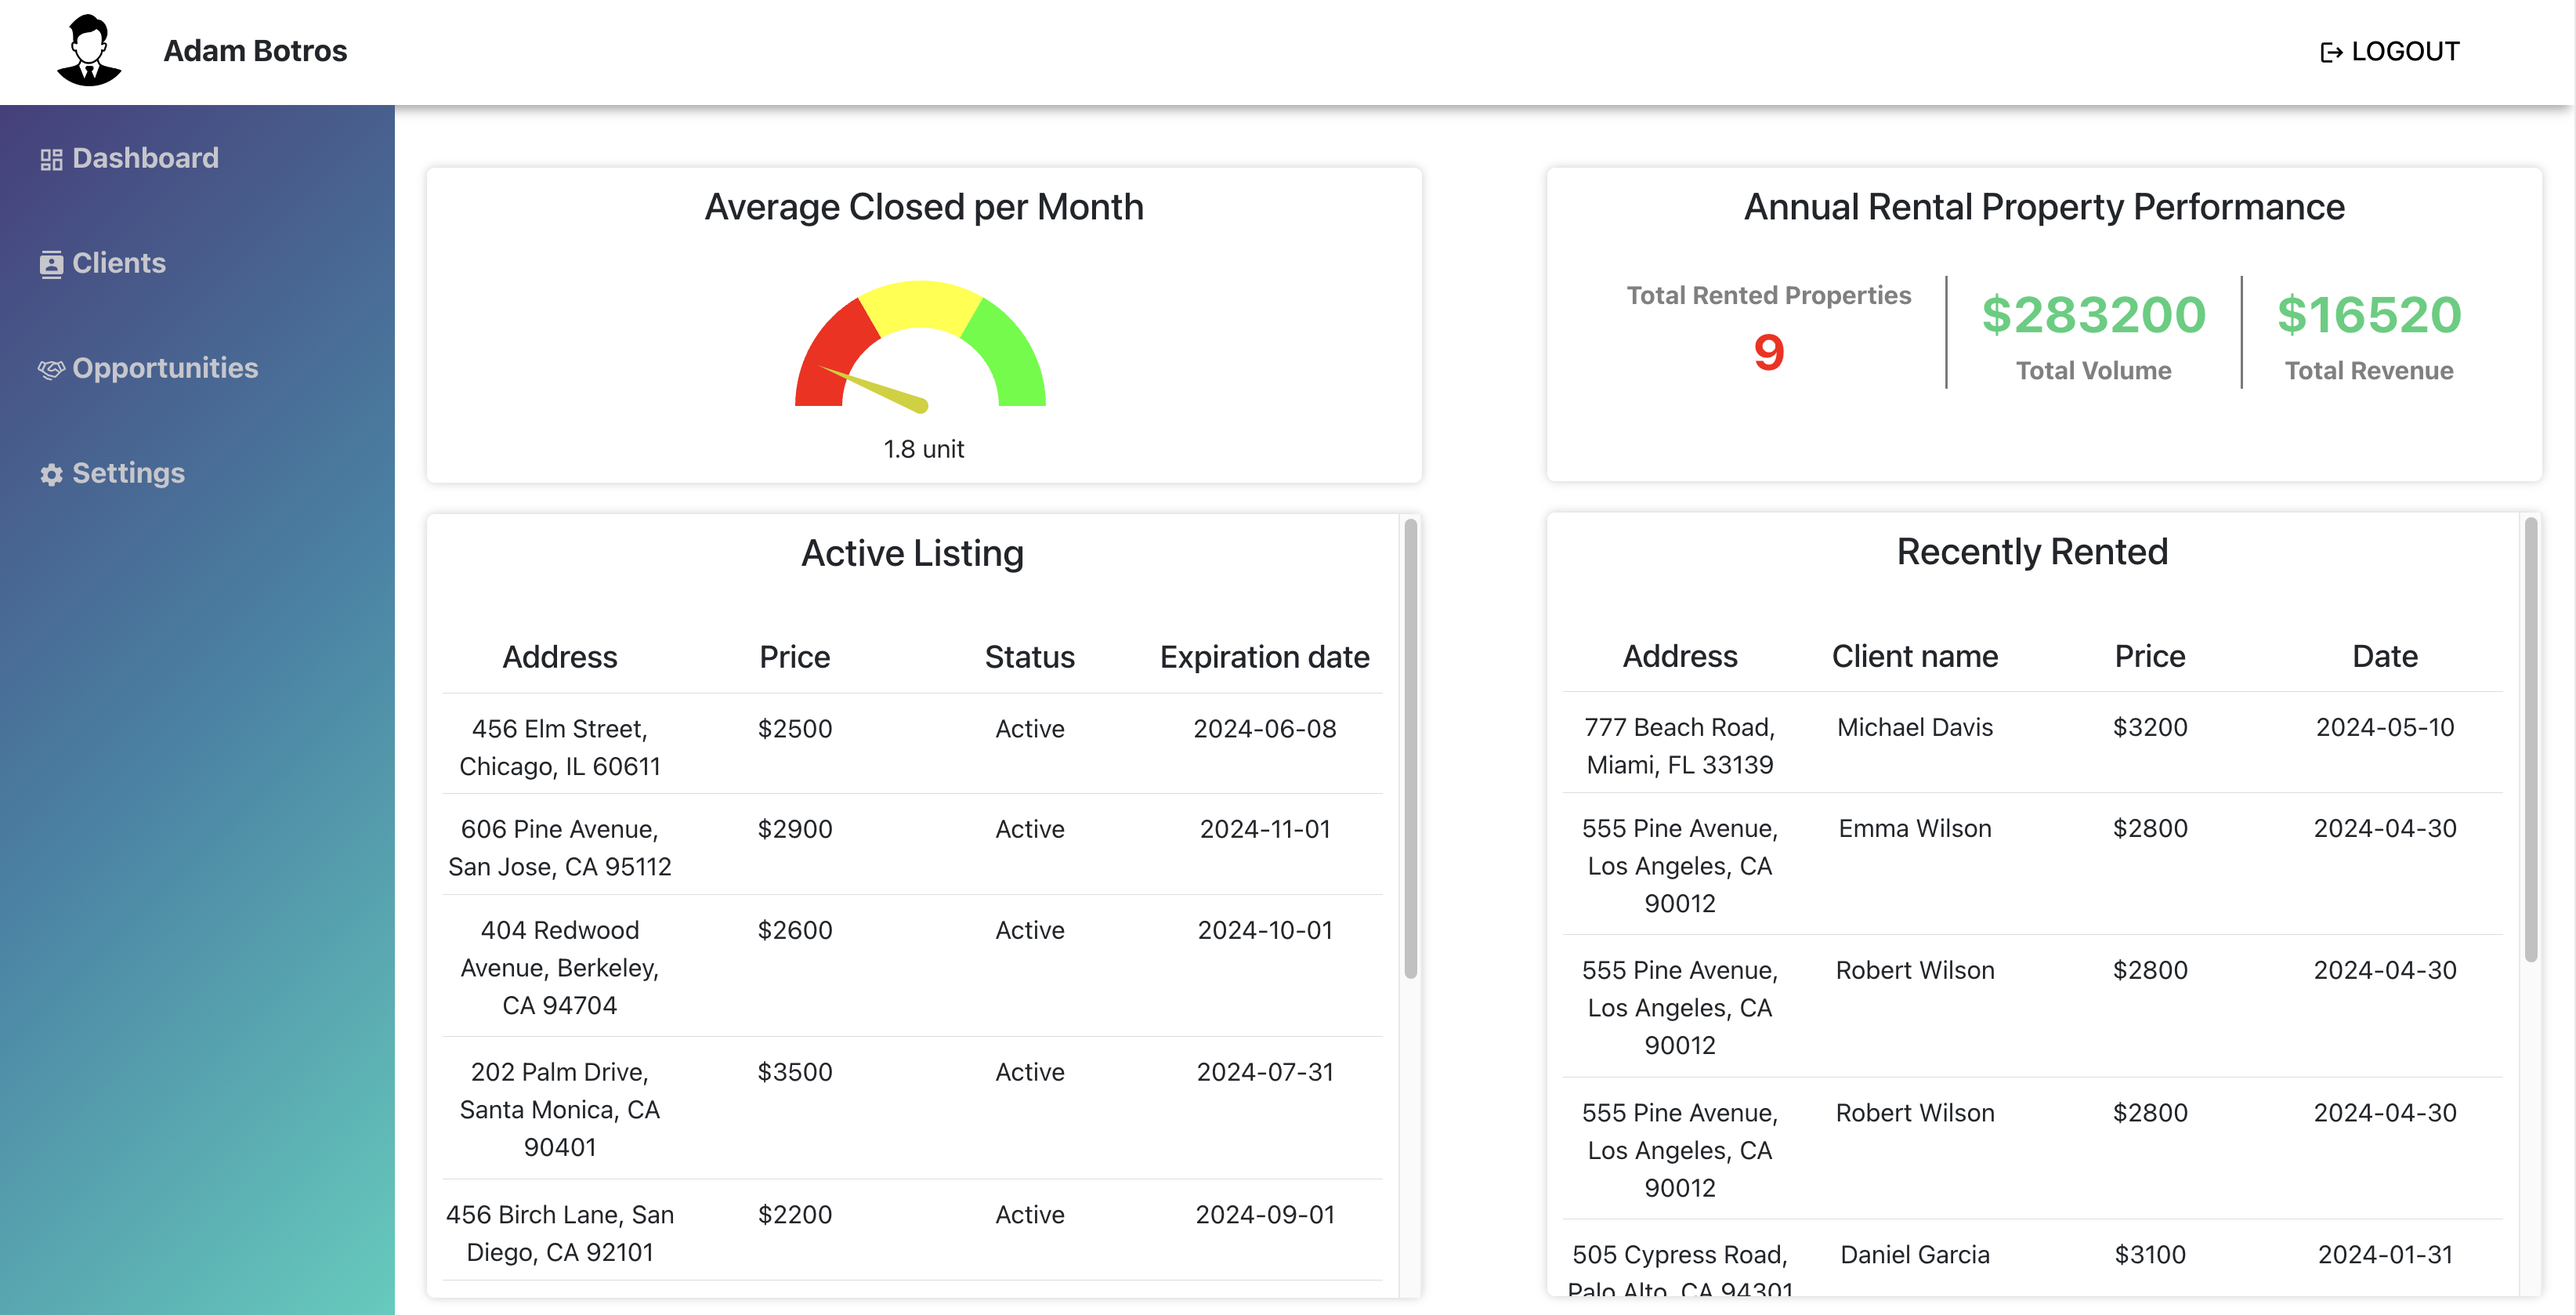 Adam Botros
LOGOUT
Dashboard
Clients
Opportunities
Settings
Average Closed per Month
1.8 unit
Annual Rental Property Performance
Total Rented Properties
9
$283200
Total Volume
$16520
Total Revenue
Active Listing
Address Price Status Expiration date
456 Elm Street, $2500 Active 2024-06-08
Chicago, IL 60611
606 Pine Avenue, $2900 Active 2024-11-01
San Jose, CA 95112
404 Redwood $2600 Active 2024-10-01
Avenue, Berkeley,
CA 94704
202 Palm Drive, $3500 Active 2024-07-31
Santa Monica, CA
90401
456 Birch Lane, San $2200 Active 2024-09-01
Diego, CA 92101
Recently Rented
Address Client name Price Date
777 Beach Road, Michael Davis $3200 2024-05-10
Miami, FL 33139
555 Pine Avenue, Emma Wilson $2800 2024-04-30
Los Angeles, CA
90012
555 Pine Avenue, Robert Wilson $2800 2024-04-30
Los Angeles, CA
90012
555 Pine Avenue, Robert Wilson $2800 2024-04-30
Los Angeles, CA
90012
505 Cypress Road, Daniel Garcia $3100 2024-01-31
Palo Alto, CA 94301